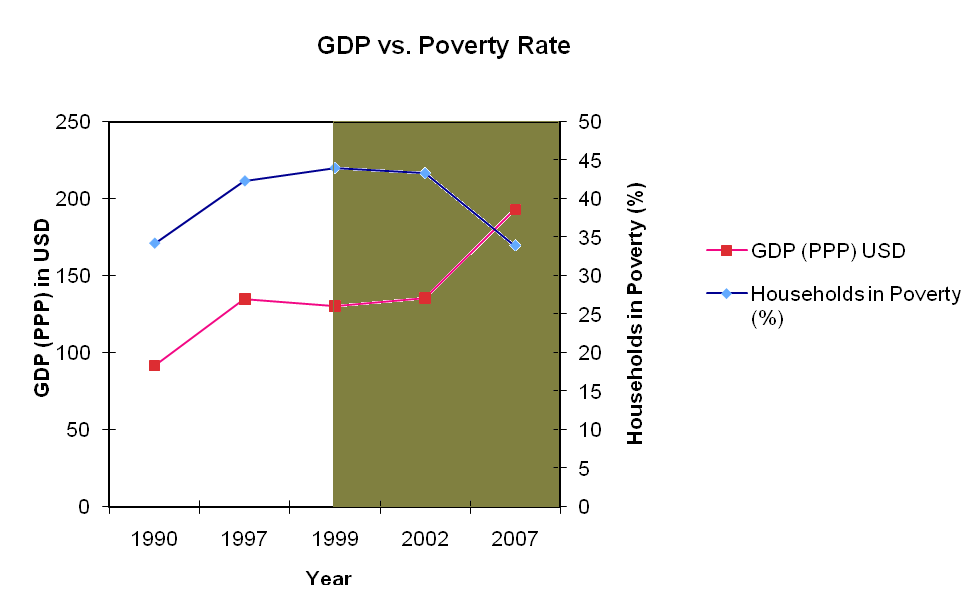 GDP vs. Poverty Rate
250
200
150
100
50
0
GDP (PPP) in USD
50
45
40
35
30
25
20
15
10
5
0
Households in Poverty (%)
1990 1997 1999 2002 2007
Year
GDP (PPP) USD
Households in Poverty
(%)